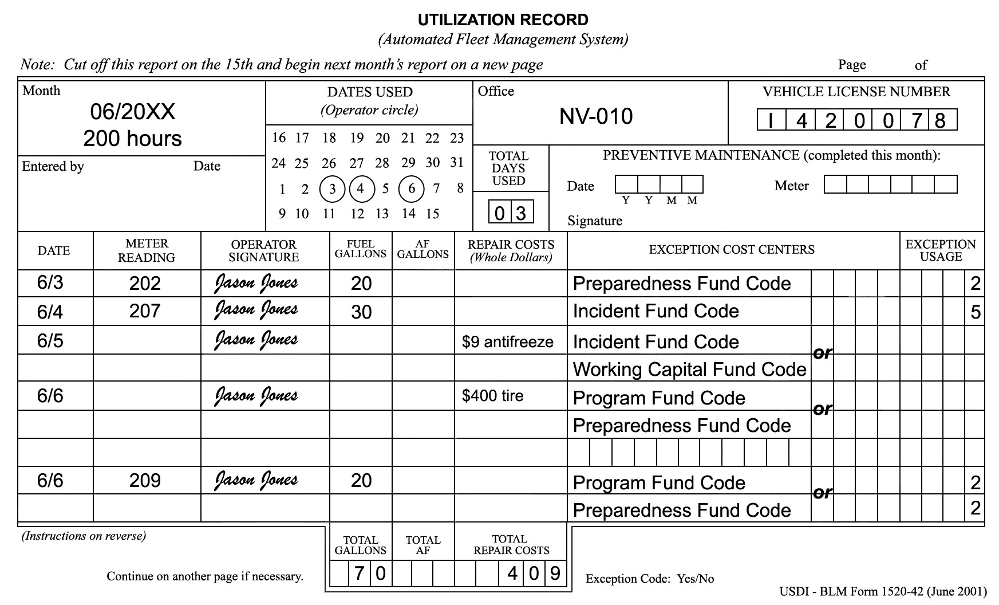 UTILIZATION RECORD
(Automated Fleet Management System)
Note: Cut off this report on the 15th and begin next month's report on a new page
Page of
Month
06/20XX
200 hours
Entered by Date
DATES USED
(Operator circle)
16 17 18 19 20 21 22 23
24 25 26 27 28 29 30 31
1 2 3 4 5 6 7 8
9 10 11 12 13 14 15
Office
NV-010
VEHICLE LICENSE NUMBER
I 4 2 0 0 7 8
TOTAL
DAYS
USED
0 3
PREVENTIVE MAINTENANCE (completed this month):
Date Meter
Y Y M M
Signature
DATE METER READING OPERATOR SIGNATURE FUEL GALLONS AF GALLONS REPAIR COSTS (Whole Dollars) EXCEPTION COST CENTERS EXCEPTION USAGE
6/3 202 Jason Jones 20 Preparedness Fund Code 2
6/4 207 Jason Jones 30 Incident Fund Code 5
6/5 Jason Jones $9 antifreeze Incident Fund Code
or
Working Capital Fund Code
6/6 Jason Jones $400 tire Program Fund Code
or
Preparedness Fund Code
6/6 209 Jason Jones 20 Program Fund Code 2
or
Preparedness Fund Code 2
(Instructions on reverse)
TOTAL GALLONS TOTAL AF TOTAL REPAIR COSTS
Continue on another page if necessary. 7 0 4 0 9 Exception Code: Yes/No
USDI - BLM Form 1520-42 (June 2001)